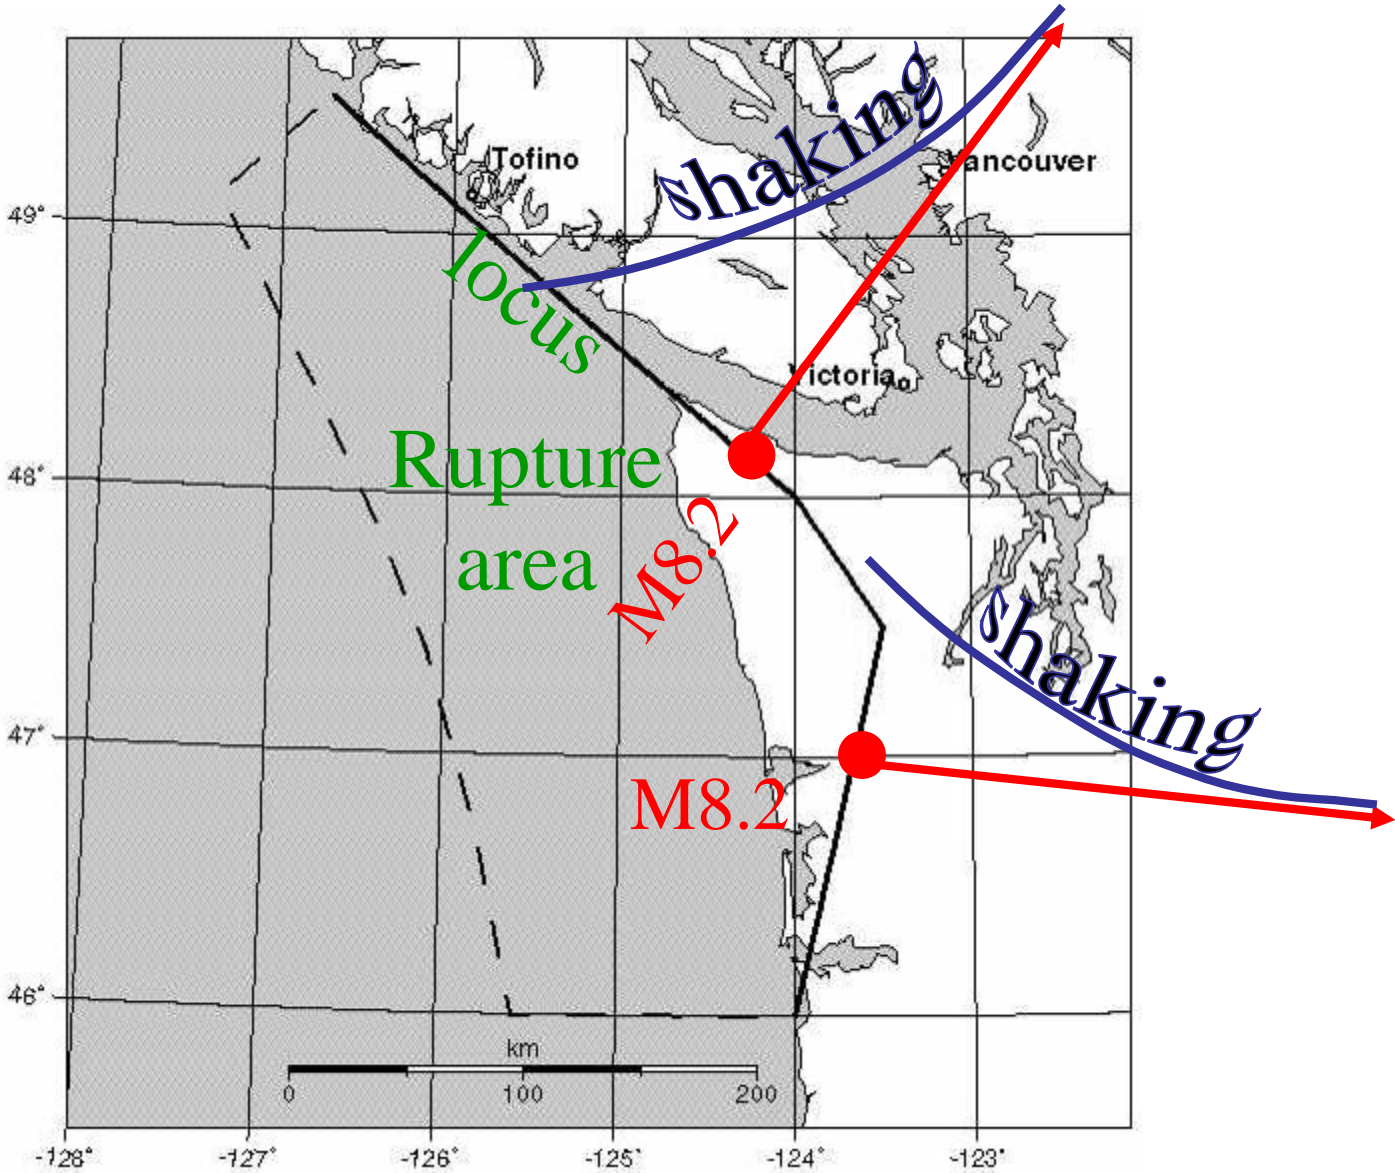 shaking
Tofino
Vancouver
49°
locus
Victoria
Rupture
48°
area
M8.2
shaking
47°
M8.2
46°
km
0 100 200
-128° -127° -126° -125° -124° -123°